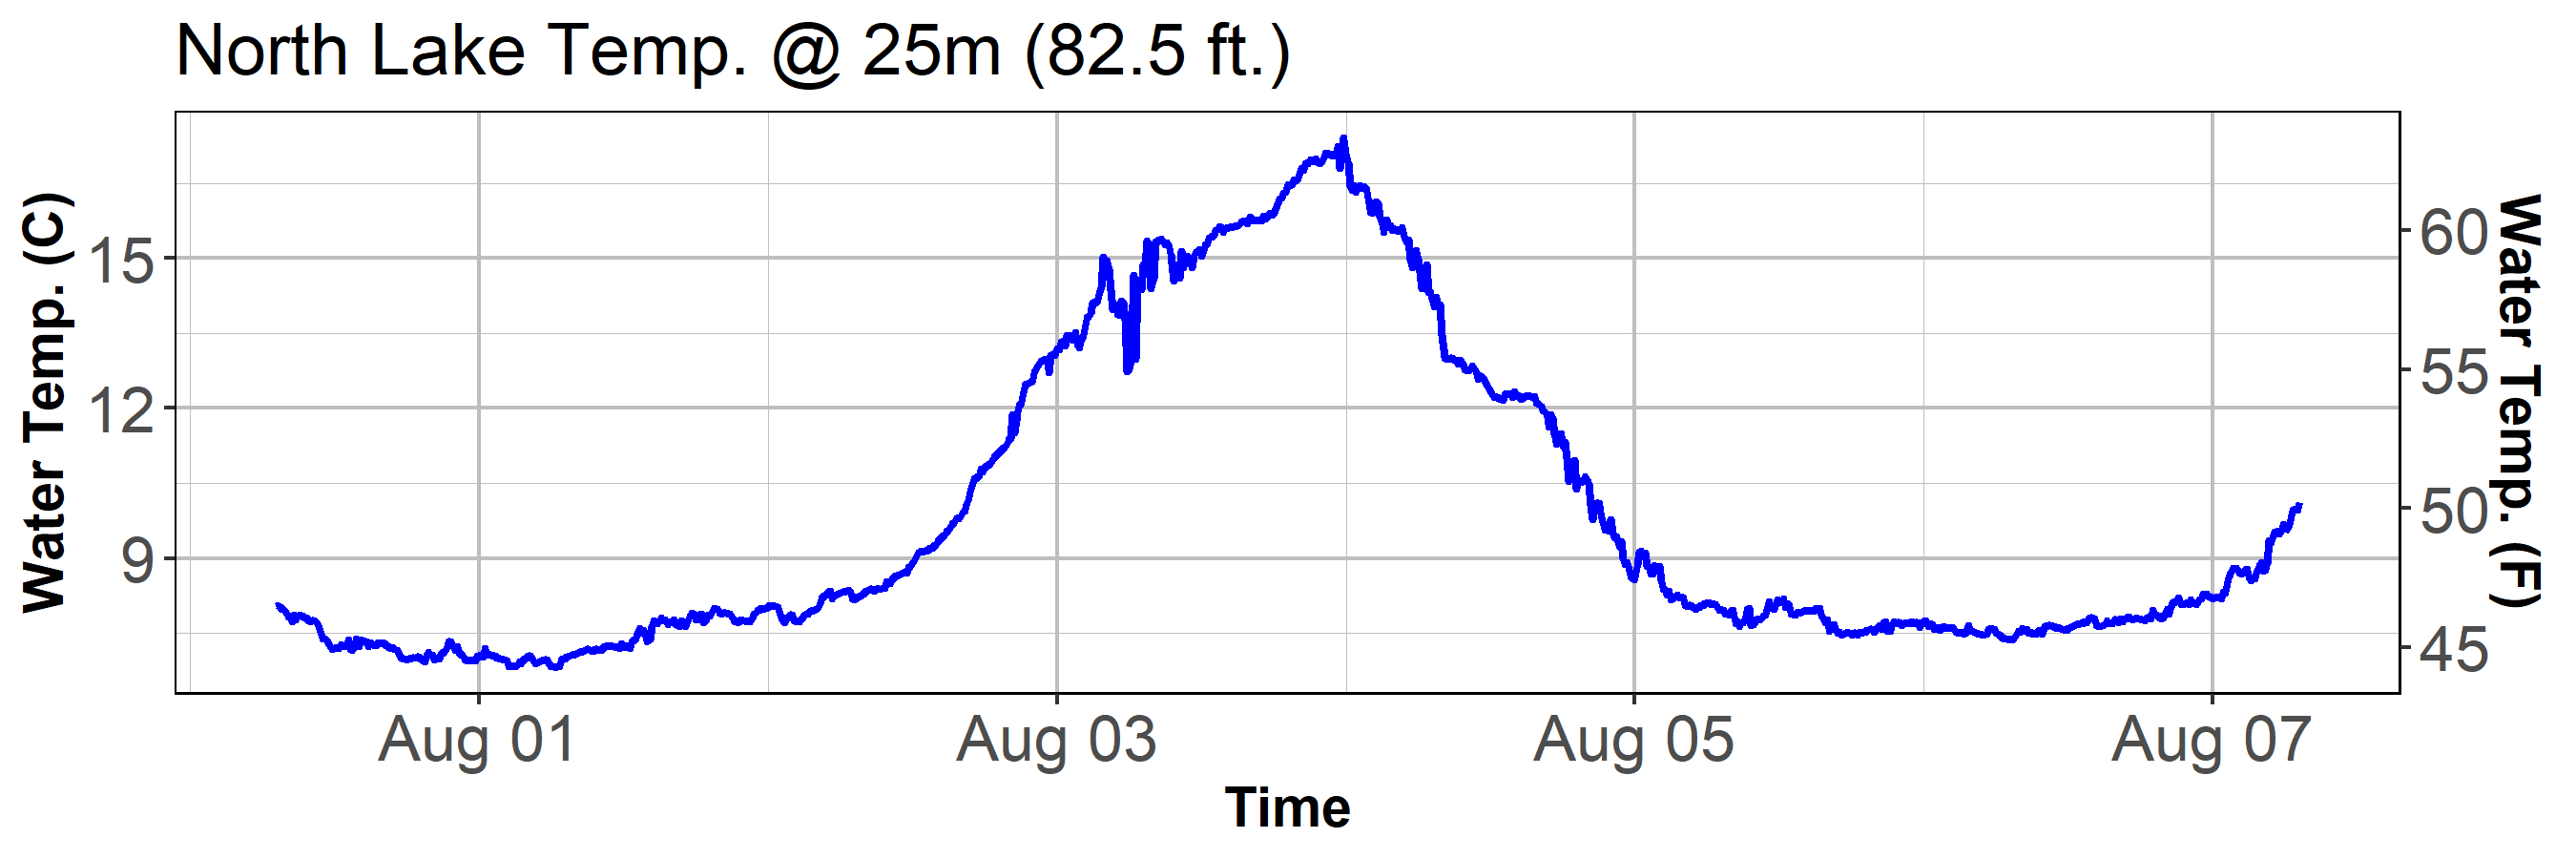 North Lake Temp. @ 25m (82.5 ft.)
Water Temp. (C)
15
12
9
60
55
50
45
Water Temp. (F)
Aug 01
Aug 03
Aug 05
Aug 07
Time